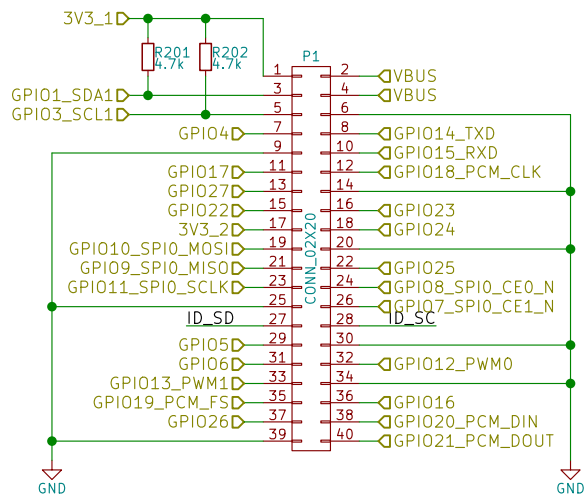 3V3_1
R201
4.7k
R202
4.7k
P1
CONN_02X20
1 2 VBUS
GPIO1_SDA1 3 4 VBUS
GPIO3_SCL1 5 6
GPIO4 7 8 GPIO14_TXD
9 10 GPIO15_RXD
GPIO17 11 12 GPIO18_PCM_CLK
GPIO27 13 14
GPIO22 15 16 GPIO23
3V3_2 17 18 GPIO24
GPIO10_SPI0_MOSI 19 20
GPIO9_SPI0_MISO 21 22 GPIO25
GPIO11_SPI0_SCLK 23 24 GPIO8_SPI0_CE0_N
25 26 GPIO7_SPI0_CE1_N
ID_SD 27 28 ID_SC
GPIO5 29 30
GPIO6 31 32 GPIO12_PWM0
GPIO13_PWM1 33 34
GPIO19_PCM_FS 35 36 GPIO16
GPIO26 37 38 GPIO20_PCM_DIN
39 40 GPIO21_PCM_DOUT
GND GND